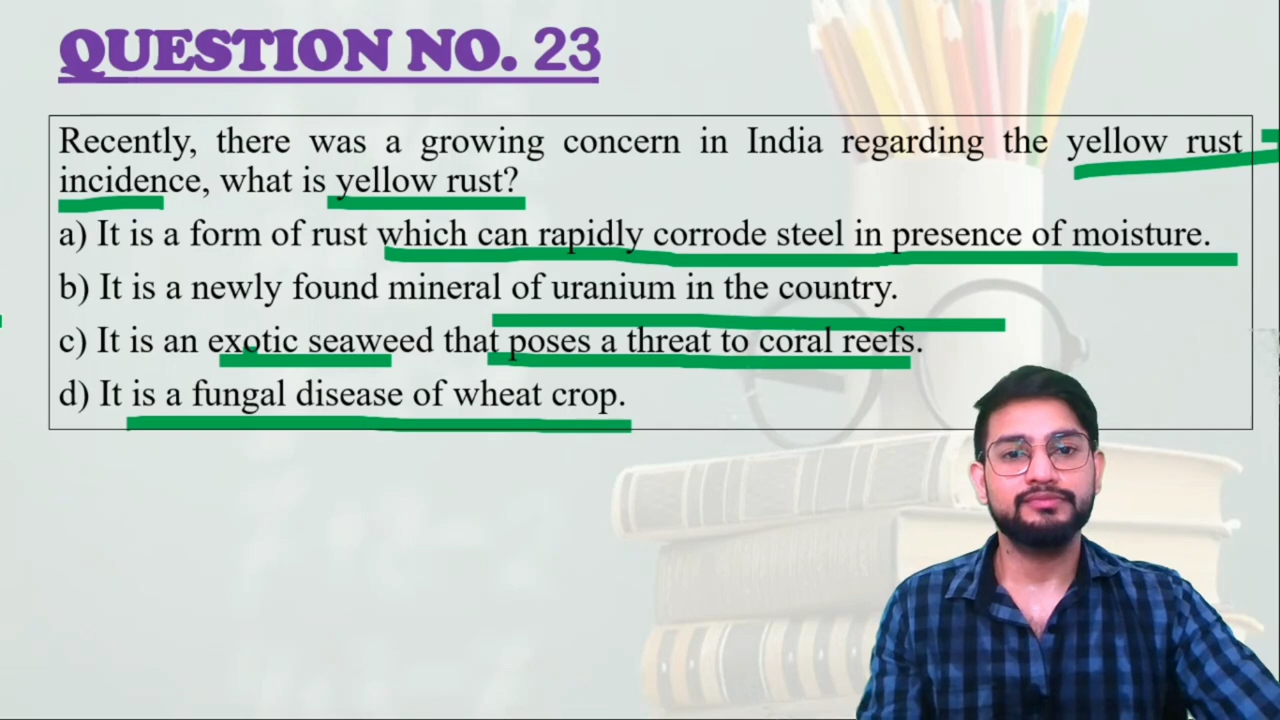 QUESTION NO. 23
Recently, there was a growing concern in India regarding the yellow rust
incidence, what is yellow rust?
a) It is a form of rust which can rapidly corrode steel in presence of moisture.
b) It is a newly found mineral of uranium in the country.
c) It is an exotic seaweed that poses a threat to coral reefs.
d) It is a fungal disease of wheat crop.